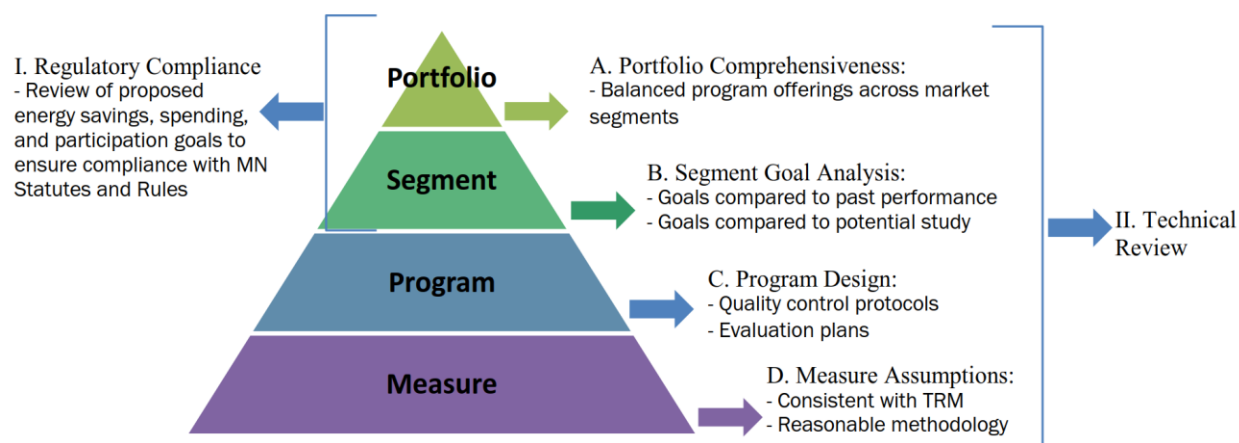 I. Regulatory Compliance
- Review of proposed
energy savings, spending,
and participation goals to
ensure compliance with MN
Statutes and Rules
Portfolio
Segment
Program
Measure
A. Portfolio Comprehensiveness:
- Balanced program offerings across market
segments
B. Segment Goal Analysis:
- Goals compared to past performance
- Goals compared to potential study
C. Program Design:
- Quality control protocols
- Evaluation plans
D. Measure Assumptions:
- Consistent with TRM
- Reasonable methodology
II. Technical
Review